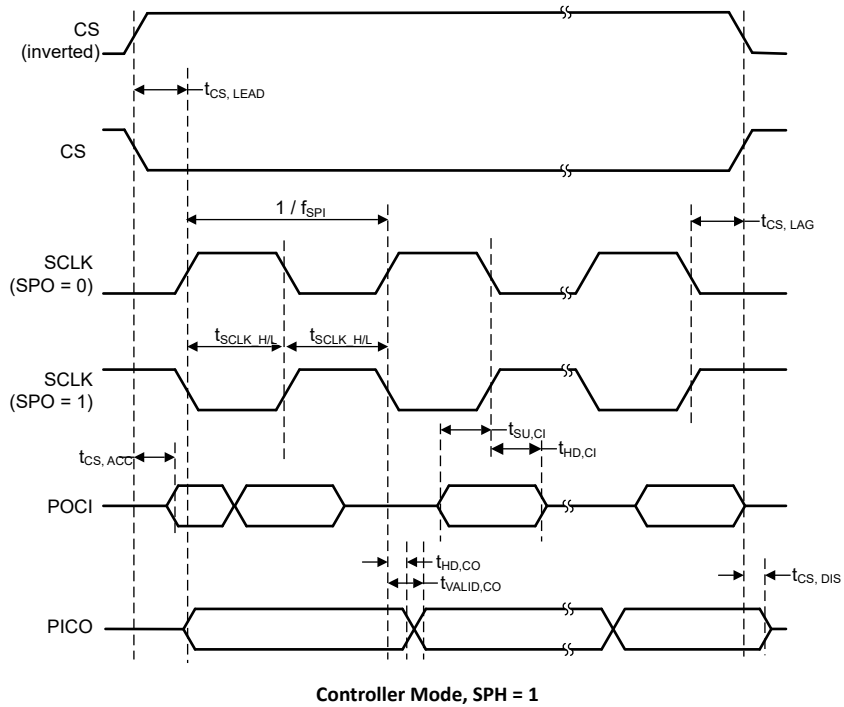 CS
(inverted)
tCS, LEAD
CS
1 / fSPI
tCS, LAG
SCLK
(SPO = 0)
tSCLK_H/L
tSCLK_H/L
SCLK
(SPO = 1)
tSU,CI
tHD,CI
tCS, ACC
POCI
tHD,CO
tVALID,CO
tCS, DIS
PICO
Controller Mode, SPH = 1